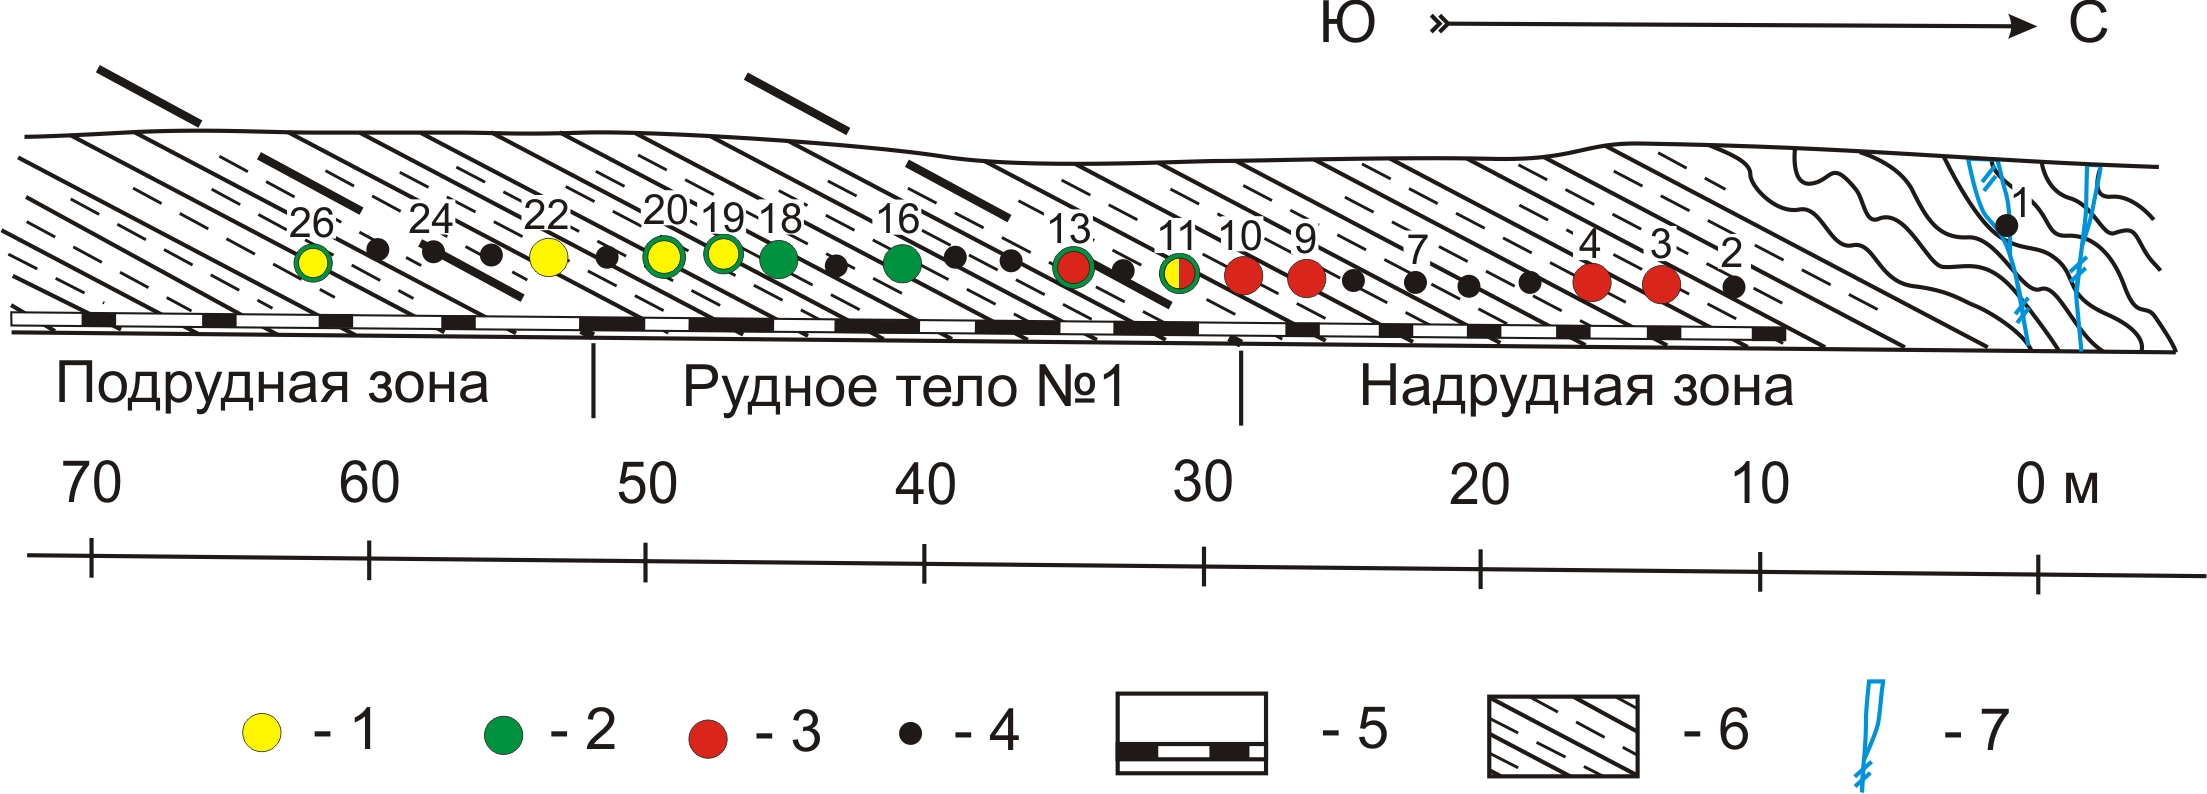 Ю С
26 24 22 20 19 18 16 13 11 10 9 7 4 3 2 1
Подрудная зона Рудное тело №1 Надрудная зона
70 60 50 40 30 20 10 0 м
- 1 - 2 - 3 - 4 - 5 - 6 - 7